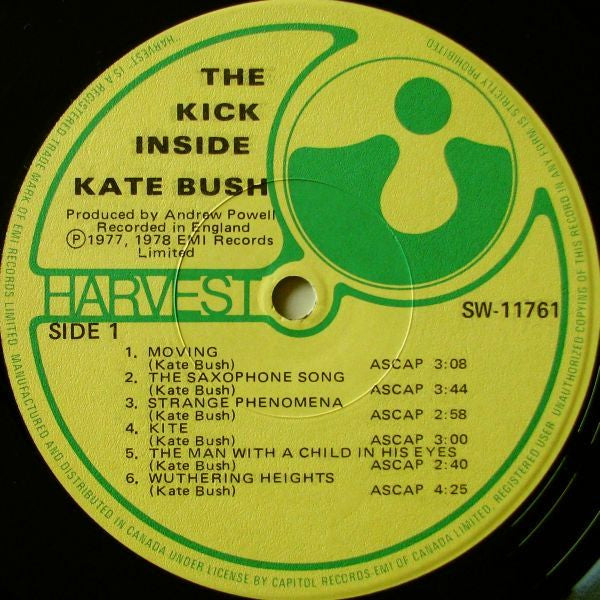 THE
KICK
INSIDE
KATE BUSH
Produced by Andrew Powell
Recorded in England
Ⓟ1977, 1978 EMI Records
Limited
HARVEST
SW-11761
SIDE 1
1. MOVING
(Kate Bush) ASCAP 3:08
2. THE SAXOPHONE SONG
(Kate Bush) ASCAP 3:44
3. STRANGE PHENOMENA
(Kate Bush) ASCAP 2:58
4. KITE
(Kate Bush) ASCAP 3:00
5. THE MAN WITH A CHILD IN HIS EYES
(Kate Bush) ASCAP 2:40
6. WUTHERING HEIGHTS
(Kate Bush) ASCAP 4:25
HARVEST IS A REGISTERED TRADE MARK OF EMI RECORDS LIMITED. MANUFACTURED AND DISTRIBUTED IN CANADA UNDER LICENSE BY CAPITOL RECORDS-EMI OF CANADA LIMITED, REGISTERED USER. UNAUTHORIZED COPYING OF THIS RECORD IN ANY FORM IS STRICTLY PROHIBITED